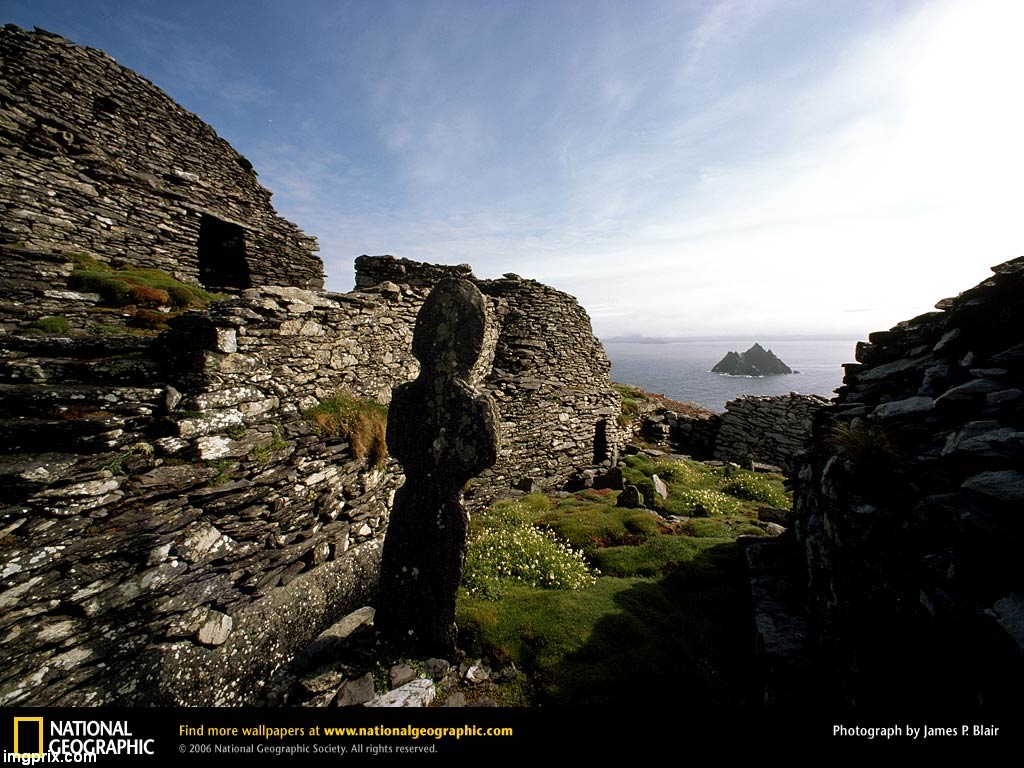 NATIONAL
GEOGRAPHIC
Find more wallpapers at www.nationalgeographic.com
© 2006 National Geographic Society. All rights reserved.
Photograph by James P. Blair
imgprix.com